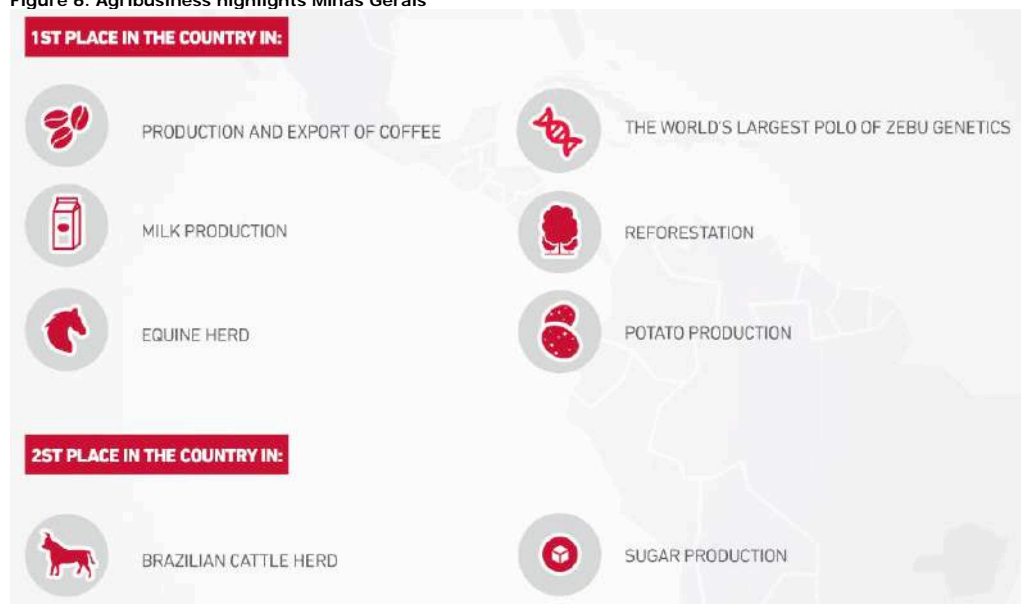 Figure 6: Agribusiness highlights Minas Gerais
1ST PLACE IN THE COUNTRY IN:
PRODUCTION AND EXPORT OF COFFEE
THE WORLD'S LARGEST POLO OF ZEBU GENETICS
MILK PRODUCTION
REFORESTATION
EQUINE HERD
POTATO PRODUCTION
2ST PLACE IN THE COUNTRY IN:
BRAZILIAN CATTLE HERD
SUGAR PRODUCTION